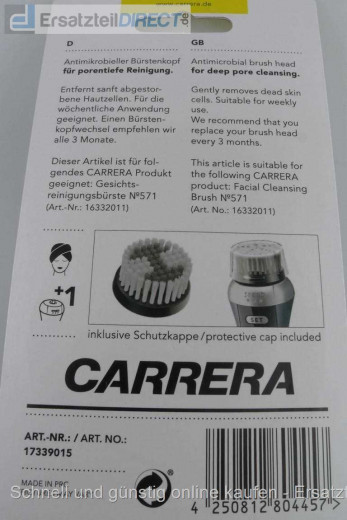 ErsatzteilDIRECT.de
www.carrera.de
D
Antimikrobieller Bürstenkopf
für porentiefe Reinigung.
Entfernt sanft abgestor-
bene Hautzellen. Für die
wöchentliche Anwendung
geeignet. Einen Bürsten-
kopfwechsel empfehlen wir
alle 3 Monate.
Dieser Artikel ist für fol-
gendes CARRERA Produkt
geeignet: Gesichts-
reinigungsbürste Nº571
(Art.-Nr.: 16332011)
GB
Antimicrobial brush head
for deep pore cleansing.
Gently removes dead skin
cells. Suitable for weekly
use.
We recommend that you
replace your brush head
every 3 months.
This article is suitable for
the following CARRERA
product: Facial Cleansing
Brush Nº571
(Art. No.: 16332011)
+1
inklusive Schutzkappe/protective cap included
CARRERA
ART.-NR.: / ART. NO.:
17339015
MADE IN PRC
Schnell und günstig online kaufen - Ersatz
4 250812 804457 >